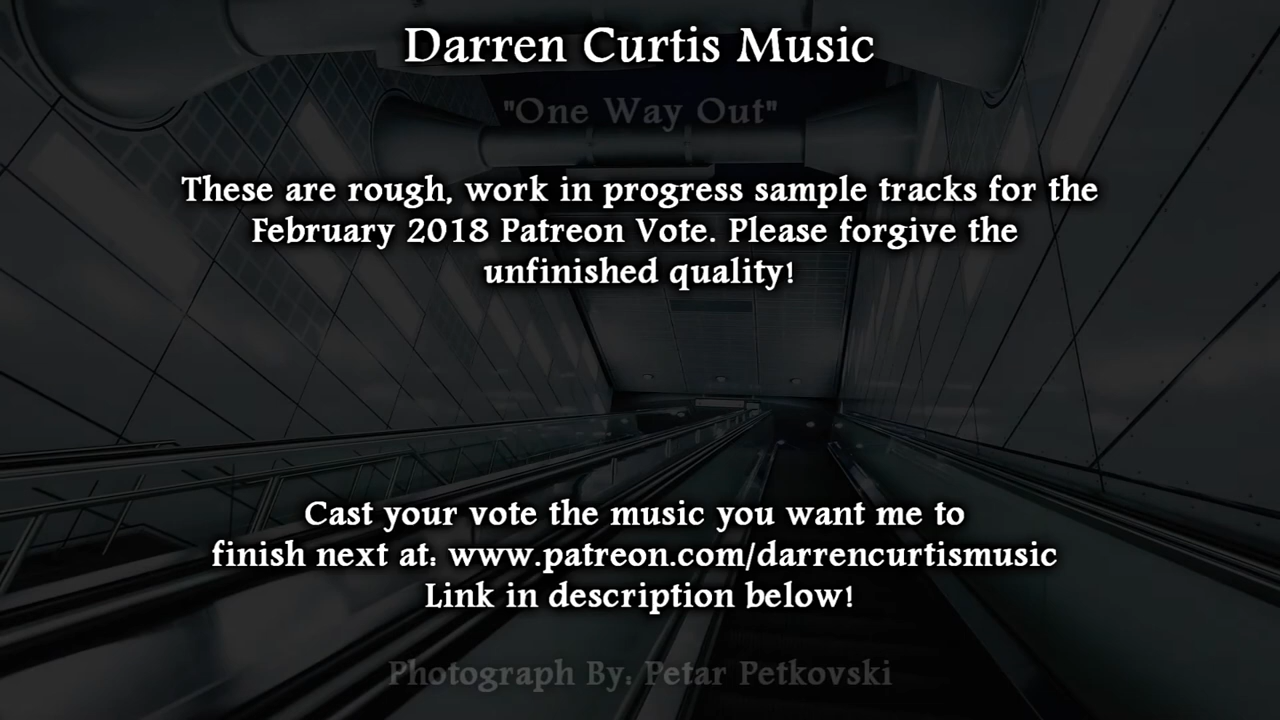 Darren Curtis Music
"One Way Out"
These are rough, work in progress sample tracks for the
February 2018 Patreon Vote. Please forgive the
unfinished quality!
Cast your vote the music you want me to
finish next at: www.patreon.com/darrencurtismusic
Link in description below!
Photograph By: Petar Petkovski